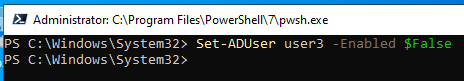 Administrator: C:\Program Files\PowerShell\7\pwsh.exe
PS C:\Windows\System32> Set-ADUser user3 -Enabled $False
PS C:\Windows\System32>